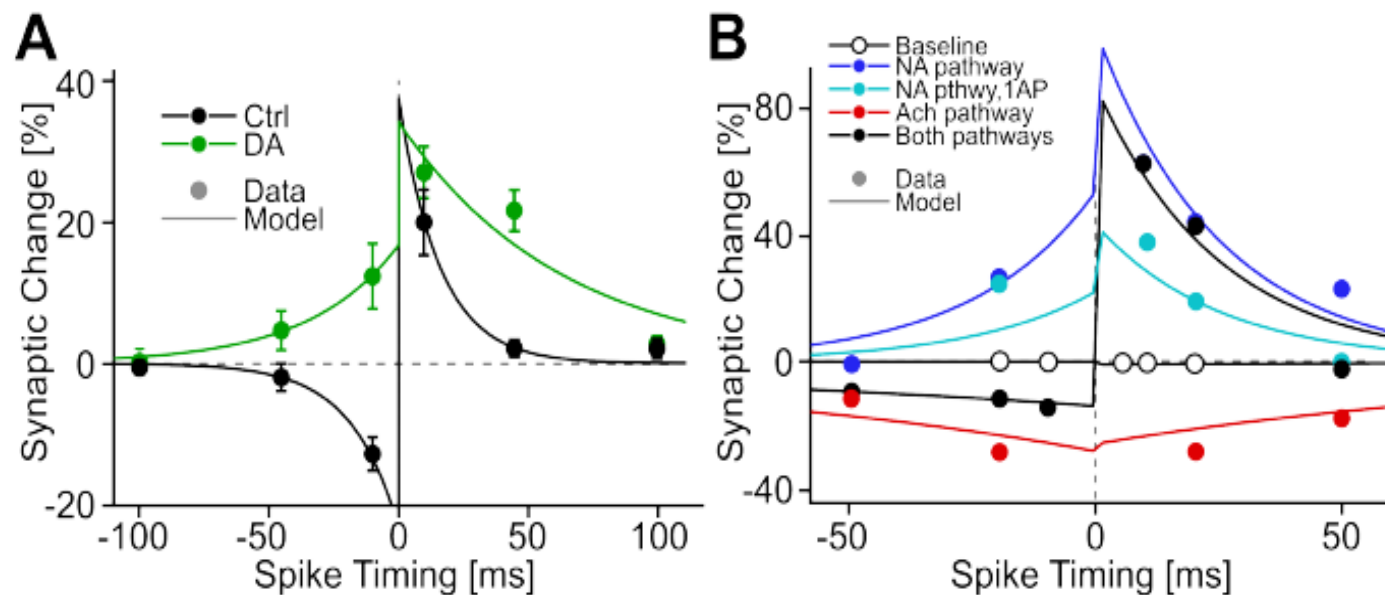 A
Synaptic Change [%]
40
20
0
-20
Ctrl
DA
Data
Model
-100
-50
0
50
100
Spike Timing [ms]
B
Synaptic Change [%]
80
40
0
-40
Baseline
NA pathway
NA pthwy,1AP
Ach pathway
Both pathways
Data
Model
-50
0
50
Spike Timing [ms]